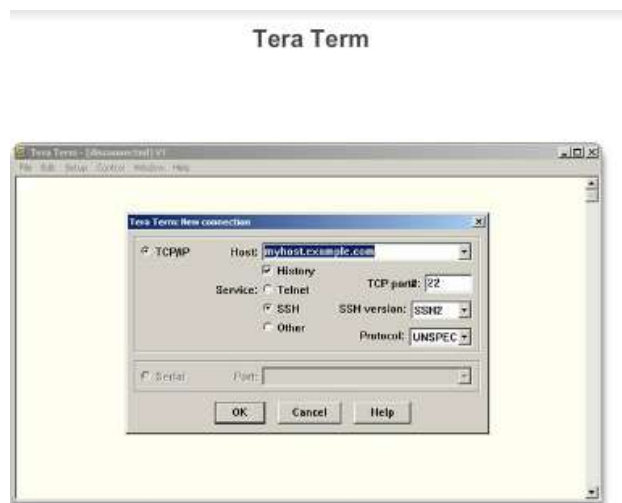 Tera Term
Tera Term - [disconnected] VT
File Edit Setup Control Window Help
Tera Term: New connection
TCP/IP Host: myhost.example.com
History
Service: Telnet TCP port#: 22
SSH SSH version: SSH2
Other Protocol: UNSPEC
Serial Port:
OK Cancel Help